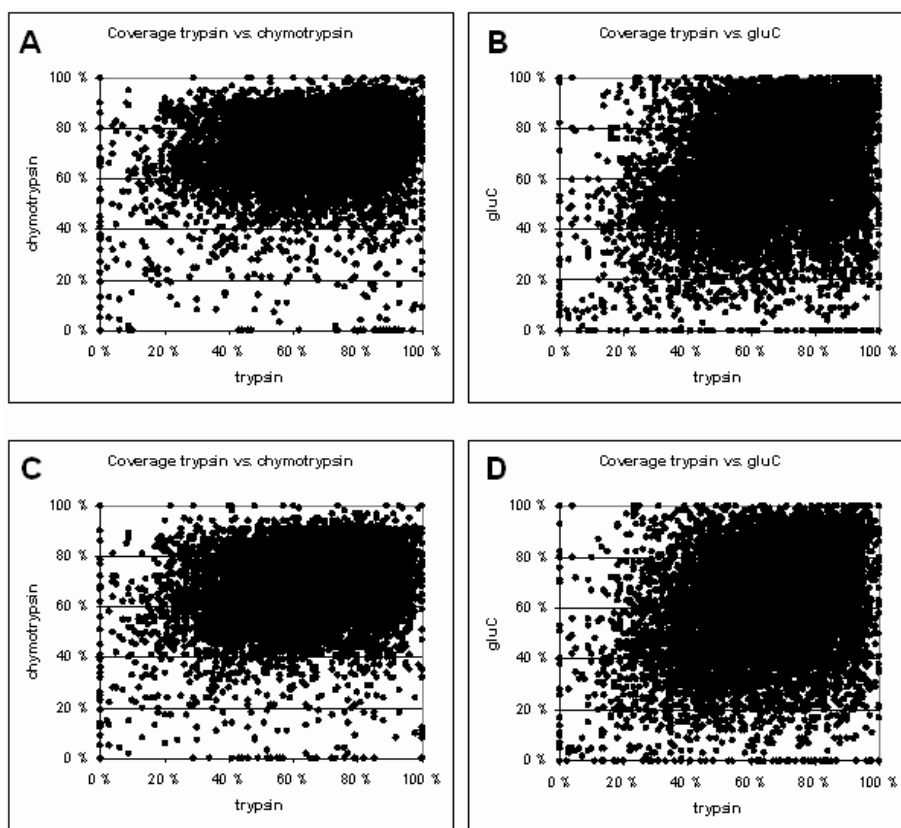 A
Coverage trypsin vs. chymotrypsin
100 %
80 %
60 %
40 %
20 %
0 %
chymotrypsin
0 % 20 % 40 % 60 % 80 % 100 %
trypsin
B
Coverage trypsin vs. gluC
100 %
80 %
60 %
40 %
20 %
0 %
gluC
0 % 20 % 40 % 60 % 80 % 100 %
trypsin
C
Coverage trypsin vs. chymotrypsin
100 %
80 %
60 %
40 %
20 %
0 %
chymotrypsin
0 % 20 % 40 % 60 % 80 % 100 %
trypsin
D
Coverage trypsin vs. gluC
100 %
80 %
60 %
40 %
20 %
0 %
gluC
0 % 20 % 40 % 60 % 80 % 100 %
trypsin